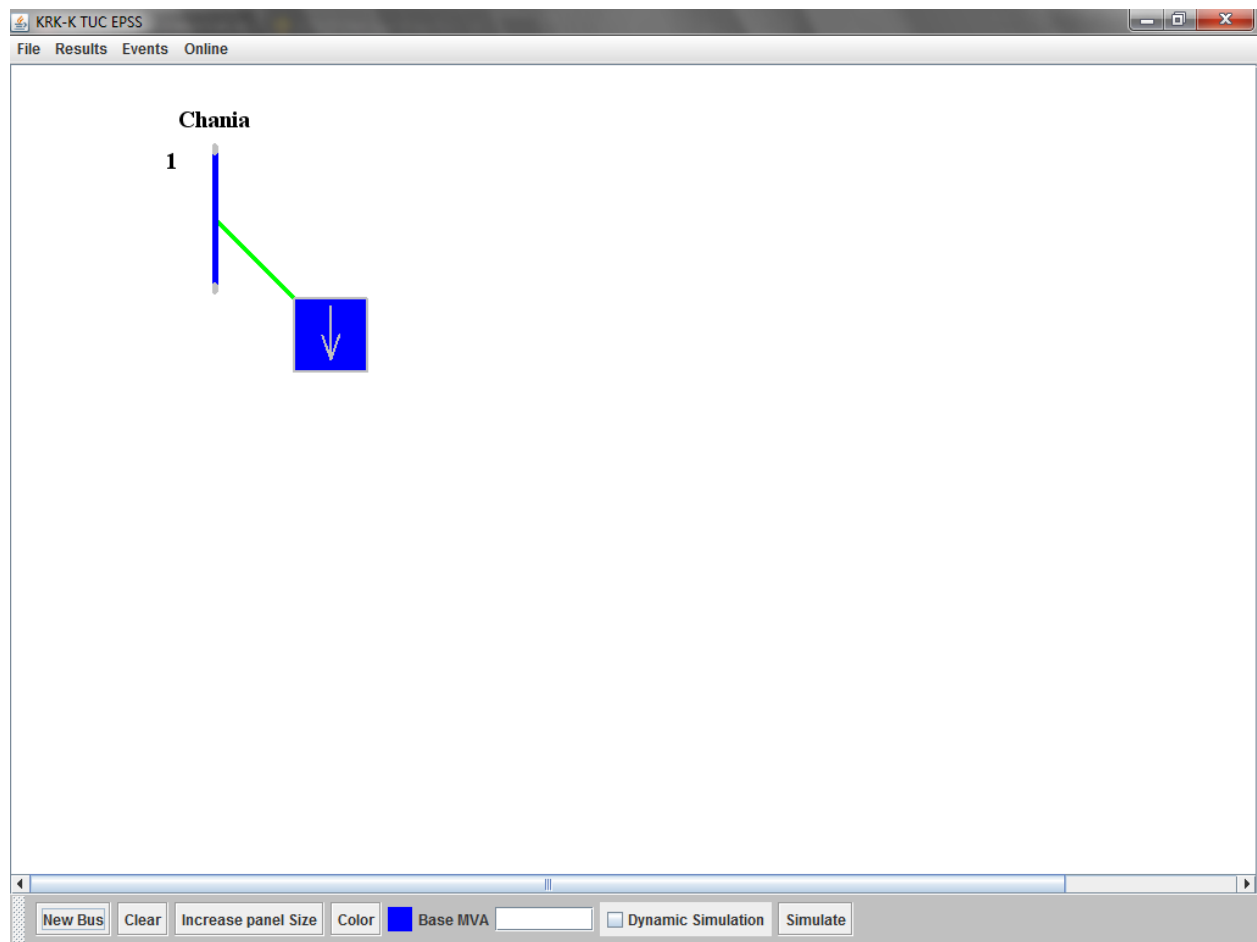 KRK-K TUC EPSS
File Results Events Online
Chania
1
New Bus Clear Increase panel Size Color Base MVA Dynamic Simulation Simulate